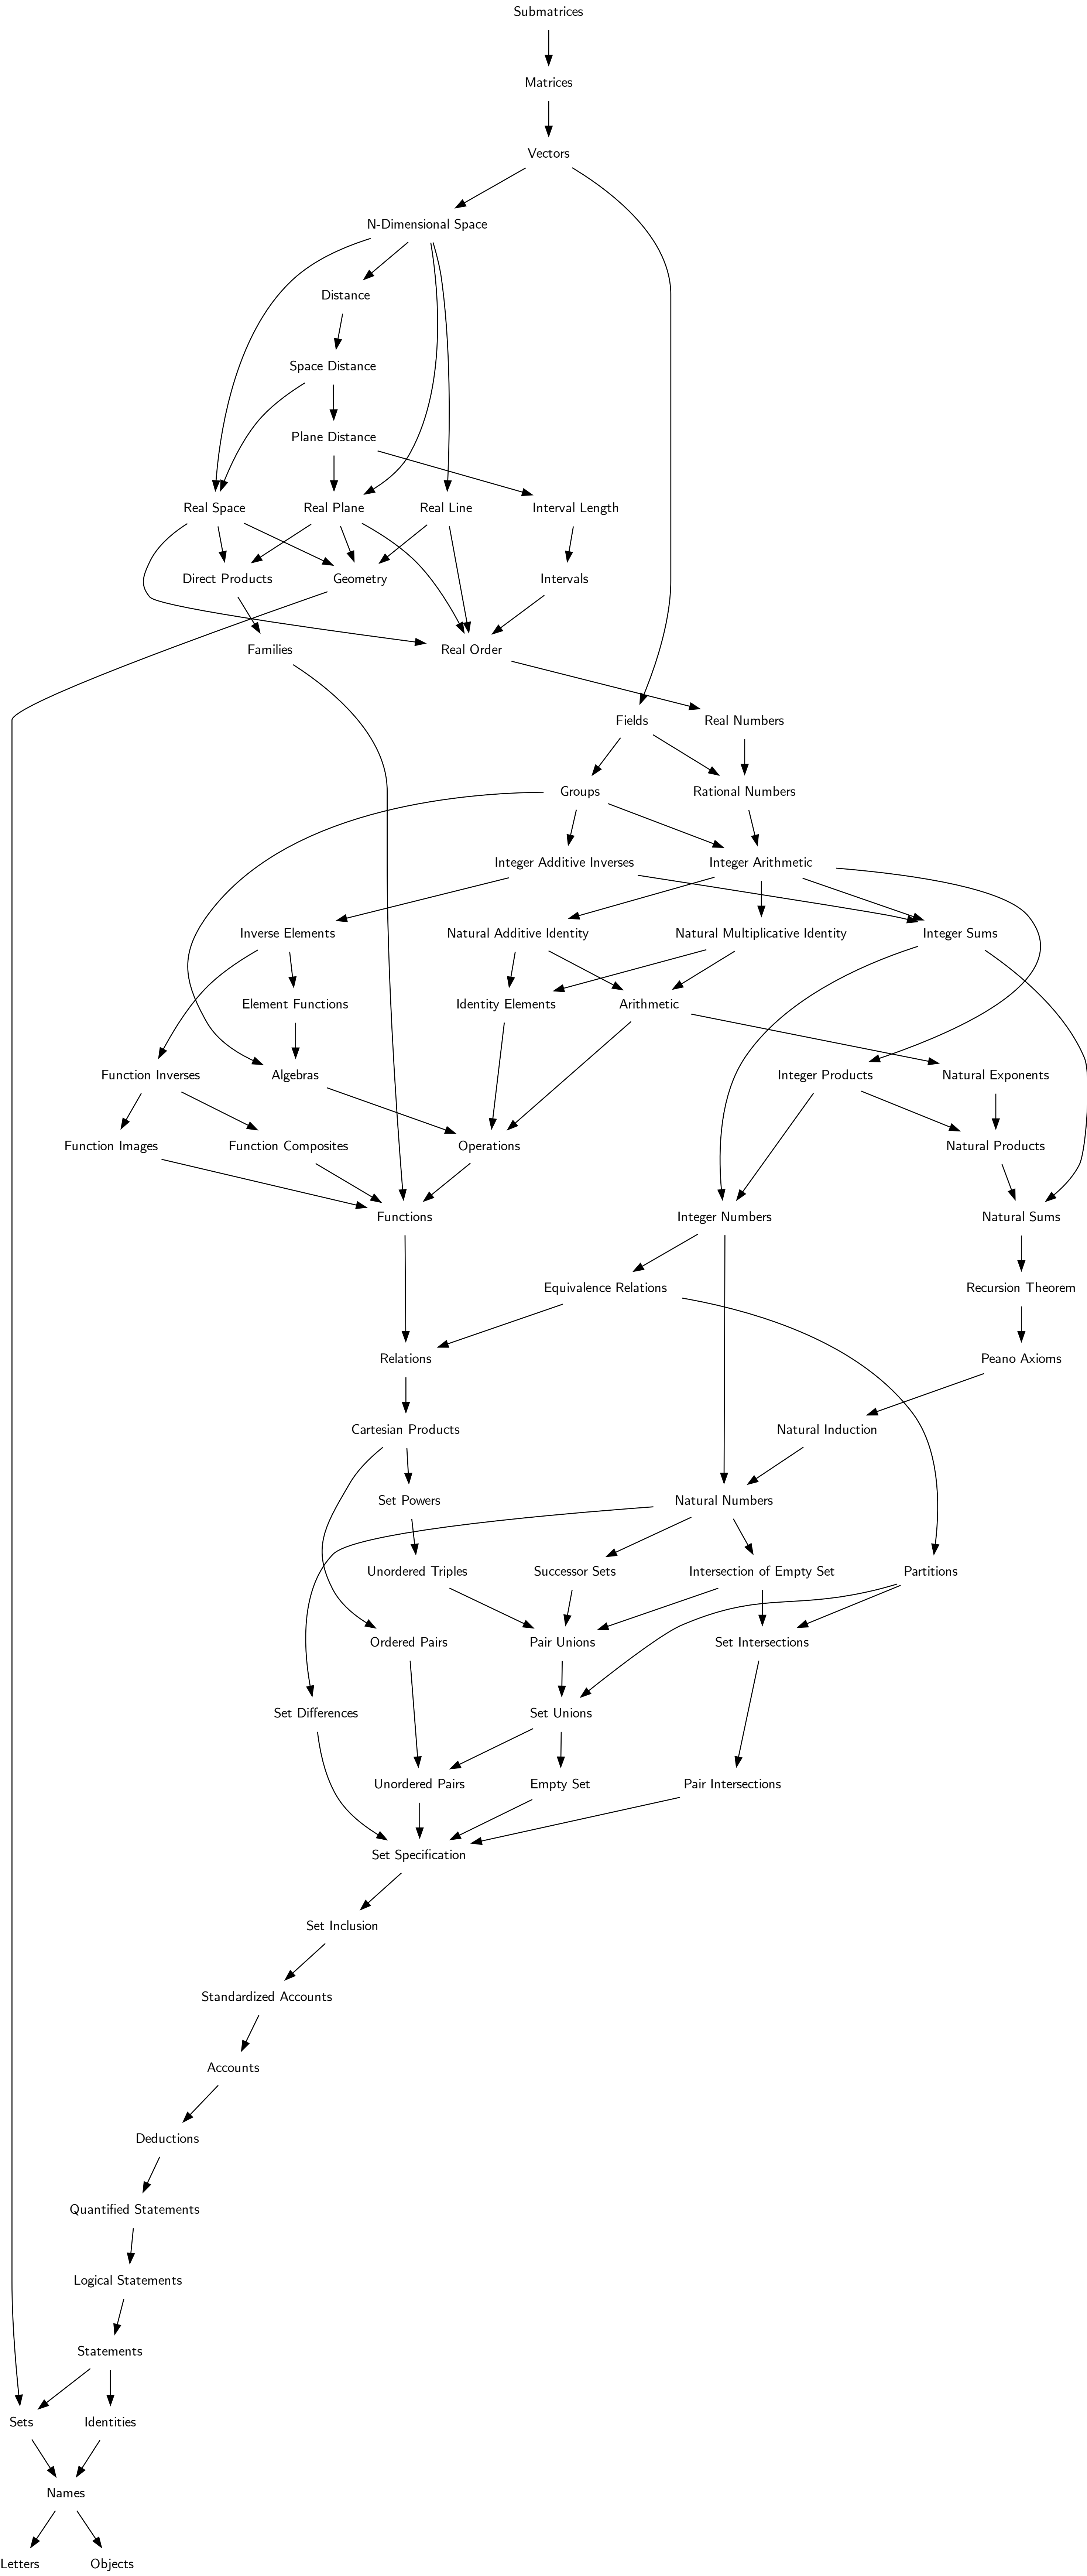 Submatrices
Matrices
Vectors
N-Dimensional Space
Distance
Space Distance
Plane Distance
Real Space
Real Plane
Real Line
Interval Length
Direct Products
Geometry
Intervals
Families
Real Order
Fields
Real Numbers
Groups
Rational Numbers
Integer Additive Inverses
Integer Arithmetic
Inverse Elements
Natural Additive Identity
Natural Multiplicative Identity
Integer Sums
Element Functions
Identity Elements
Arithmetic
Function Inverses
Algebras
Integer Products
Natural Exponents
Function Images
Function Composites
Operations
Natural Products
Functions
Integer Numbers
Natural Sums
Equivalence Relations
Recursion Theorem
Relations
Peano Axioms
Cartesian Products
Natural Induction
Set Powers
Natural Numbers
Unordered Triples
Successor Sets
Intersection of Empty Set
Partitions
Ordered Pairs
Pair Unions
Set Intersections
Set Differences
Set Unions
Unordered Pairs
Empty Set
Pair Intersections
Set Specification
Set Inclusion
Standardized Accounts
Accounts
Deductions
Quantified Statements
Logical Statements
Statements
Sets
Identities
Names
Letters
Objects